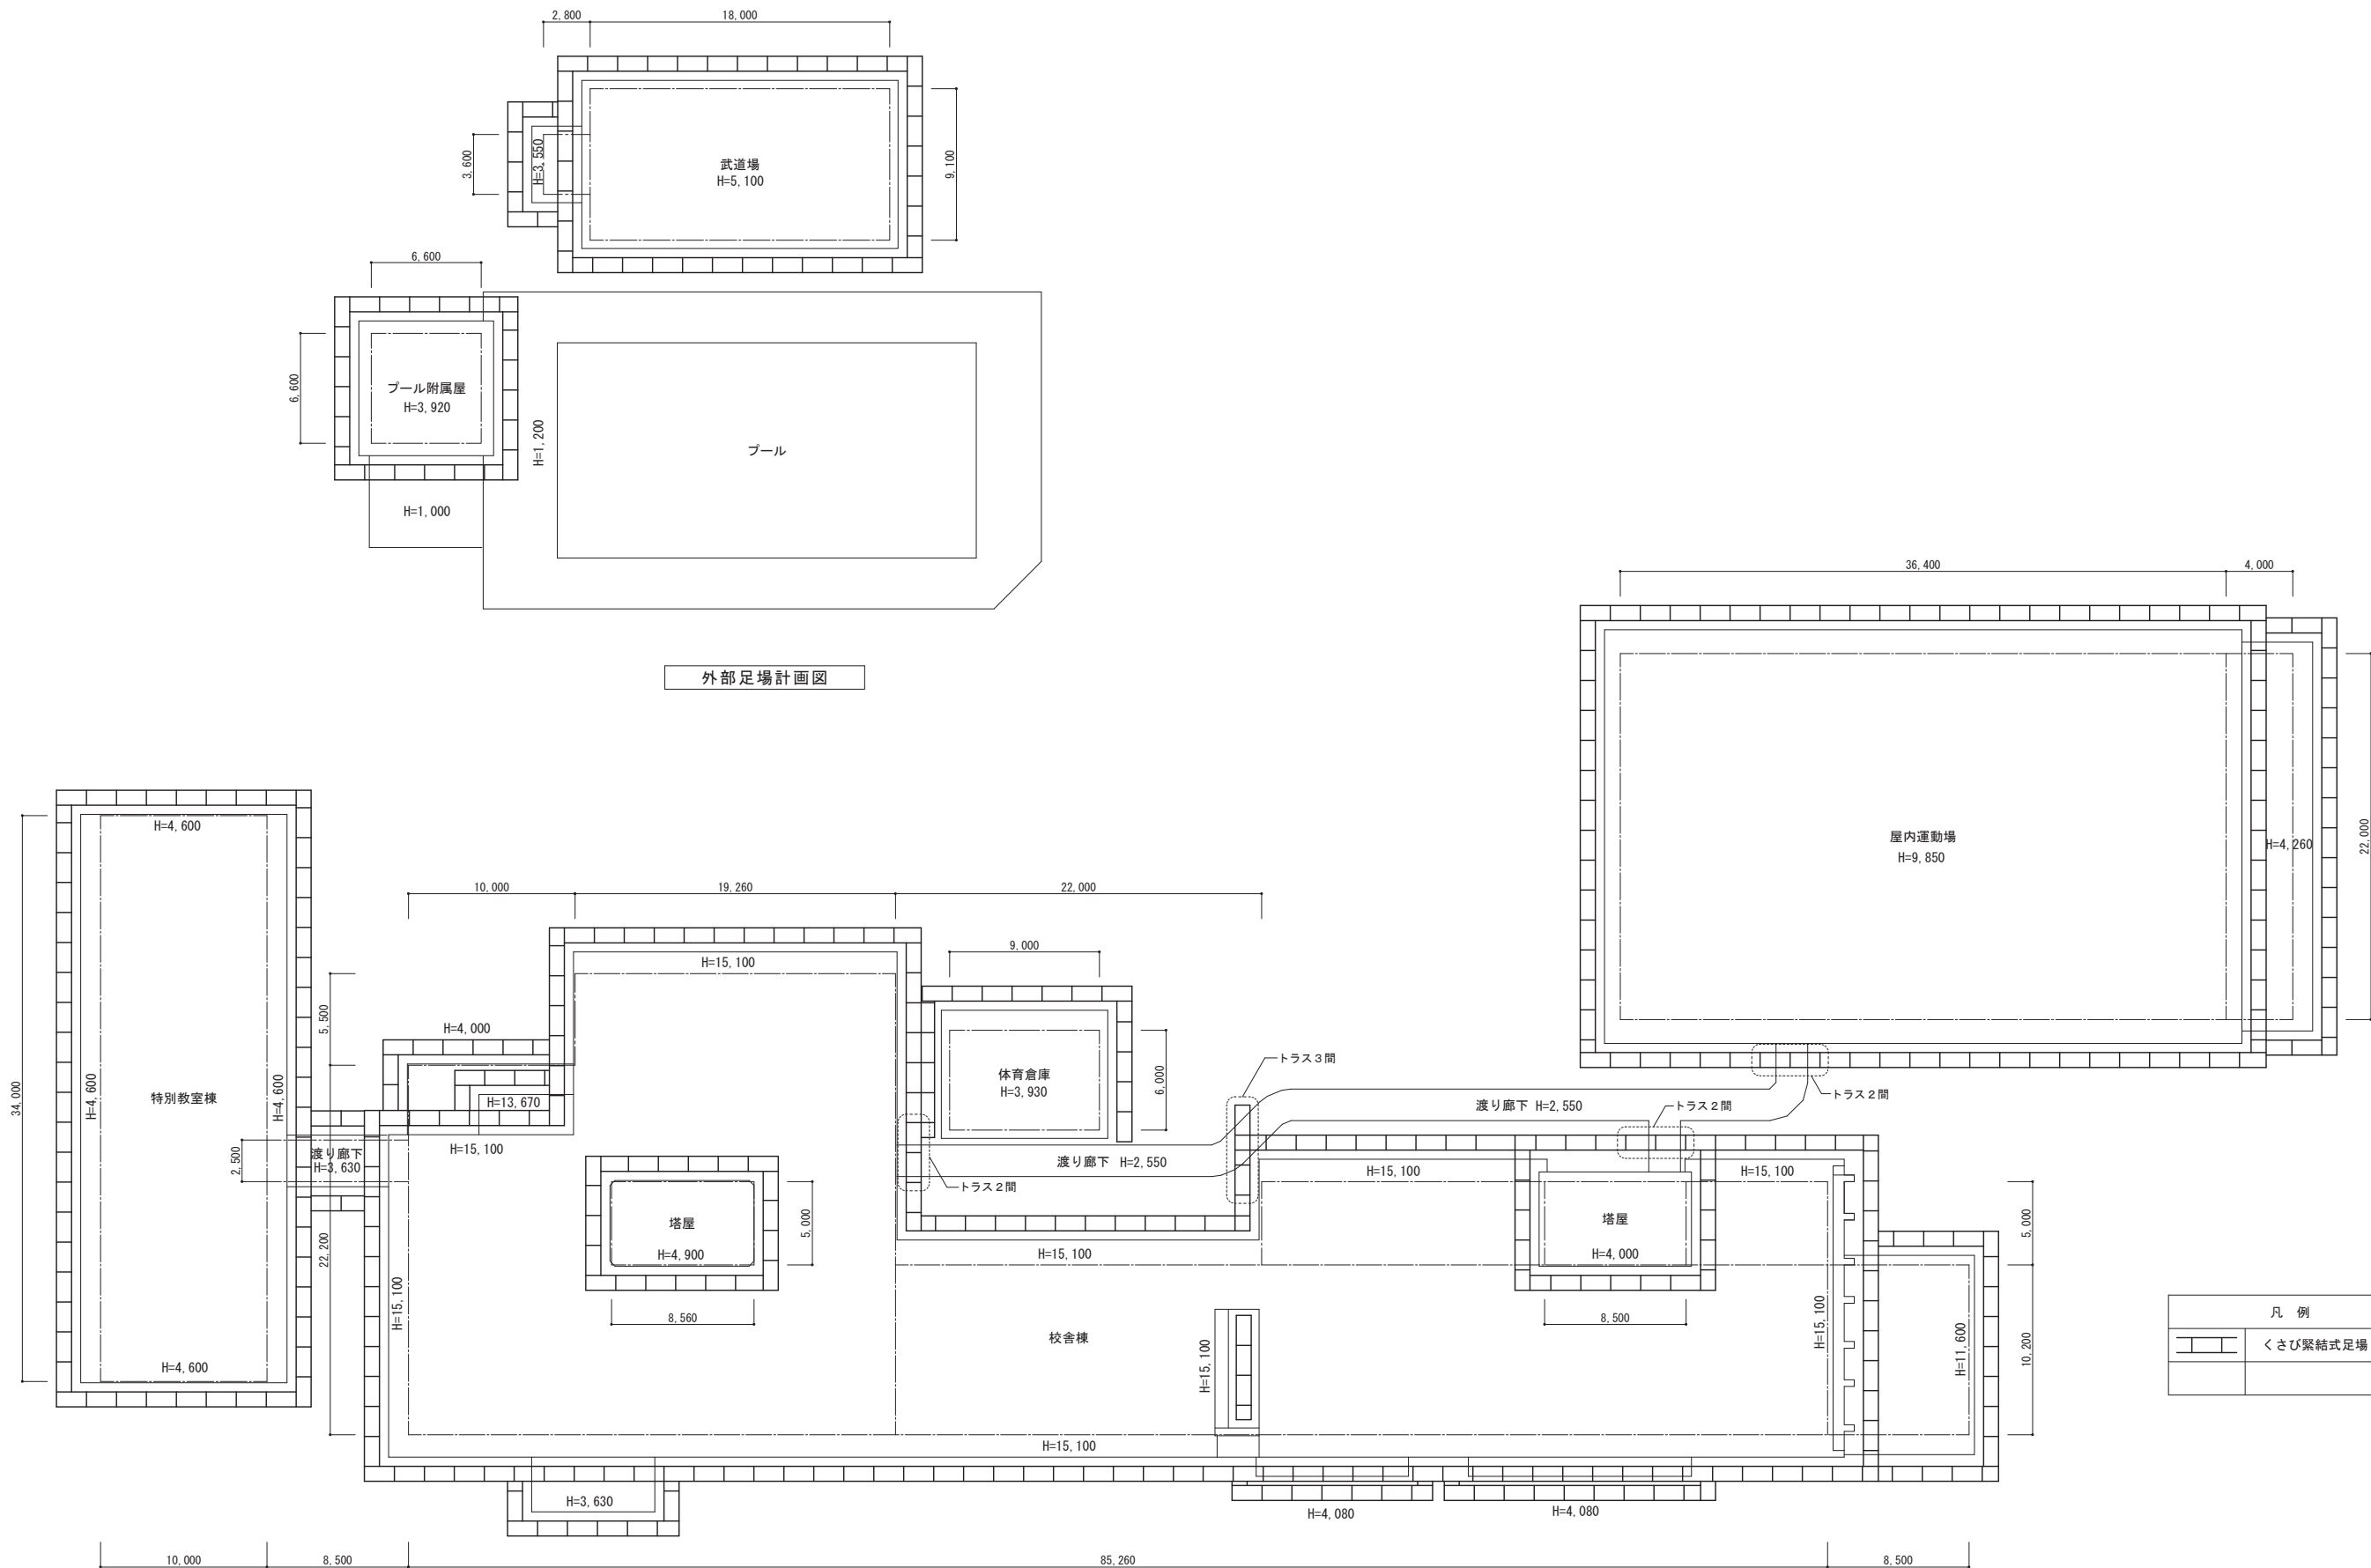 2,800
18,000
3,600
H=3,550
武道場
H=5,100
9,100
6,600
6,600
プール附属屋
H=3,920
H=1,200
プール
H=1,000
外部足場計画図
36,400
4,000
屋内運動場
H=9,850
H=4,260
22,000
トラス2間
34,000
H=4,600
H=4,600
特別教室棟
H=4,600
H=4,600
10,000
19,260
22,000
5,500
H=15,100
H=4,000
H=13,670
H=15,100
2,500
渡り廊下
H=3,630
22,200
H=15,100
9,000
体育倉庫
H=3,930
6,000
トラス3間
渡り廊下 H=2,550
トラス2間
渡り廊下 H=2,550
トラス2間
塔屋
H=4,900
5,000
8,560
H=15,100
H=15,100
H=15,100
塔屋
H=4,000
8,500
5,000
10,200
H=15,100
H=11,600
校舎棟
H=15,100
H=15,100
H=3,630
H=4,080
H=4,080
凡 例
くさび緊結式足場
10,000
8,500
85,260
8,500